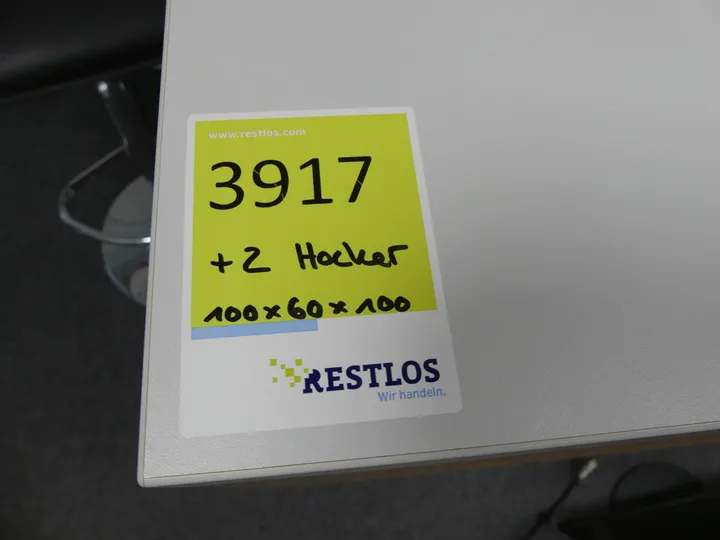 www.restlos.com
3917
+2 Hocker
100x60x100
RESTLOS
Wir handeln.